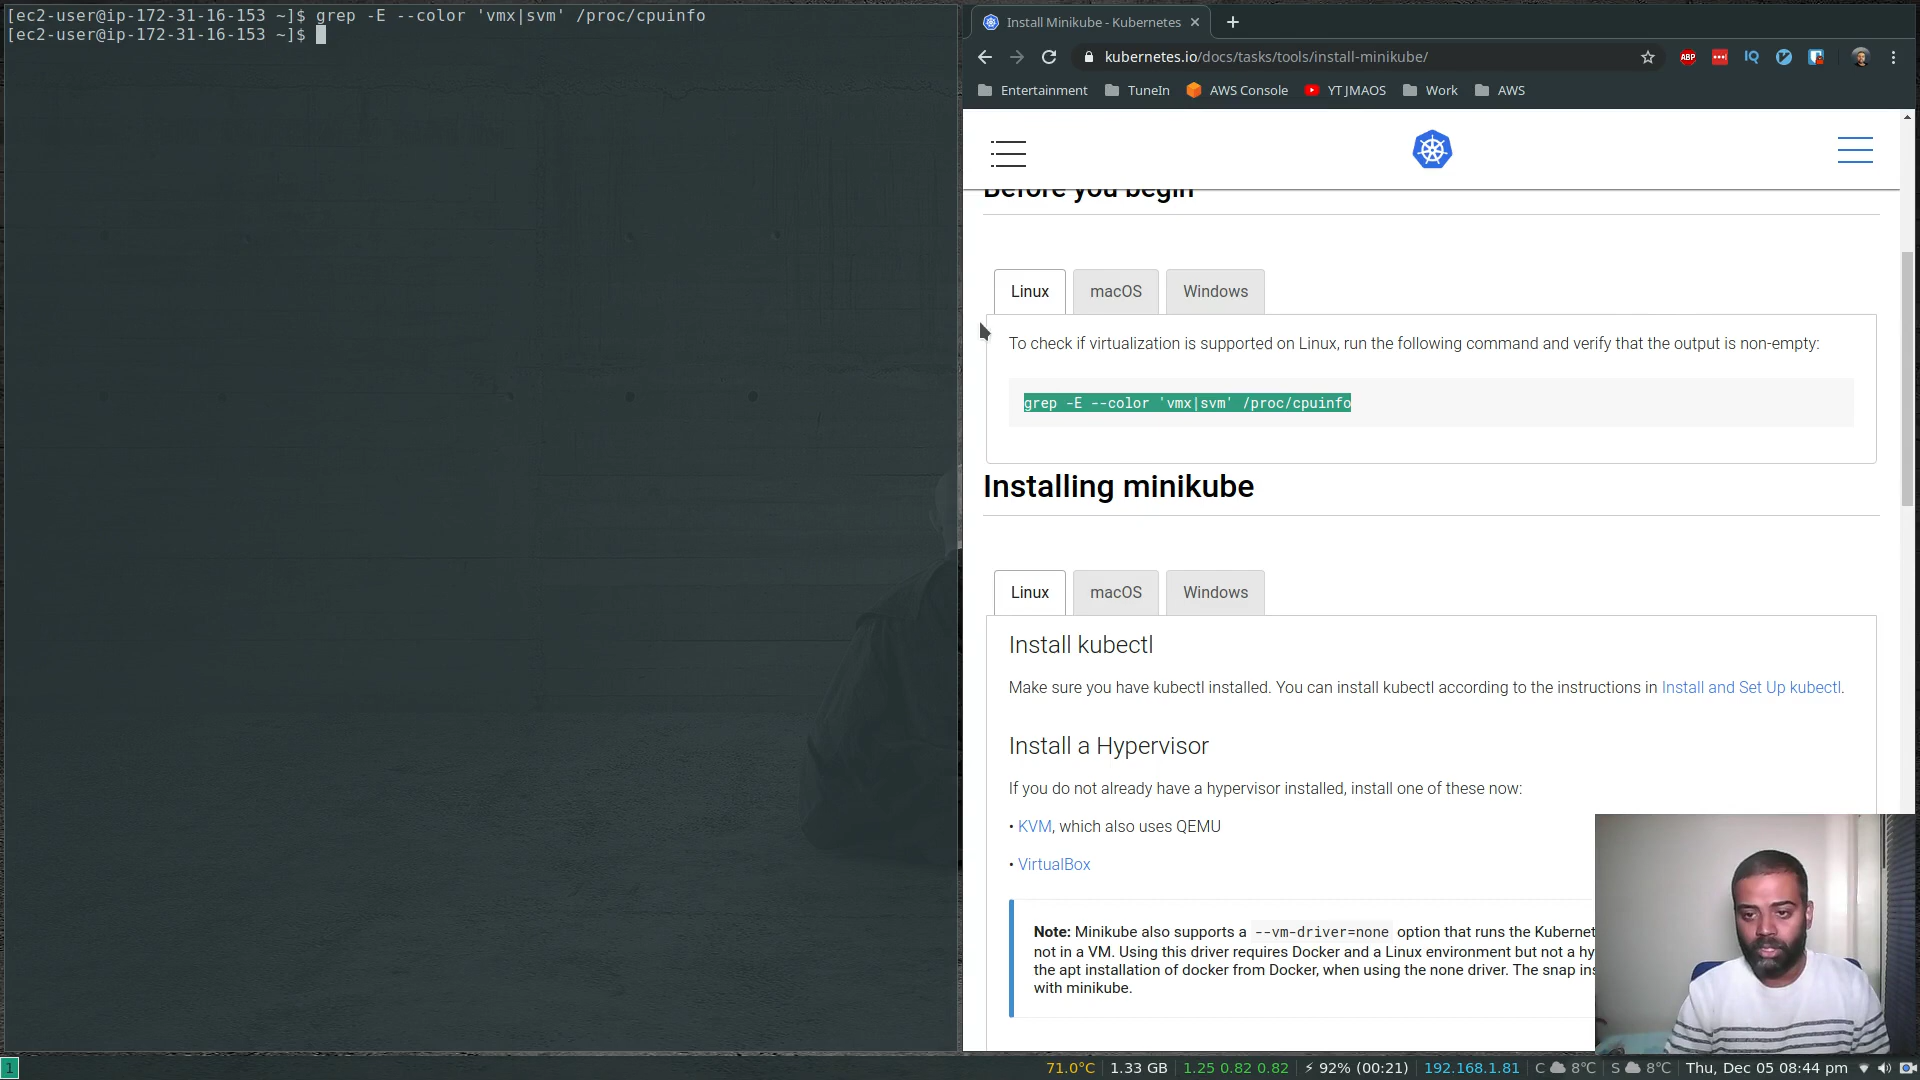 [ec2-user@ip-172-31-16-153 ~]$ grep -E --color 'vmx|svm' /proc/cpuinfo
[ec2-user@ip-172-31-16-153 ~]$
Install Minikube - Kubernetes
kubernetes.io/docs/tasks/tools/install-minikube/
ABP
IQ
Entertainment TuneIn AWS Console YT JMAOS Work AWS
Before you begin
Linux macOS Windows
To check if virtualization is supported on Linux, run the following command and verify that the output is non-empty:
grep -E --color 'vmx|svm' /proc/cpuinfo
Installing minikube
Linux macOS Windows
Install kubectl
Make sure you have kubectl installed. You can install kubectl according to the instructions in Install and Set Up kubectl.
Install a Hypervisor
If you do not already have a hypervisor installed, install one of these now:
• KVM, which also uses QEMU
• VirtualBox
Note: Minikube also supports a --vm-driver=none option that runs the Kubernet
not in a VM. Using this driver requires Docker and a Linux environment but not a hy
the apt installation of docker from Docker, when using the none driver. The snap ins
with minikube.
1 71.0°C 1.33 GB 1.25 0.82 0.82 ⚡ 92% (00:21) 192.168.1.81 C 8°C S 8°C Thu, Dec 05 08:44 pm